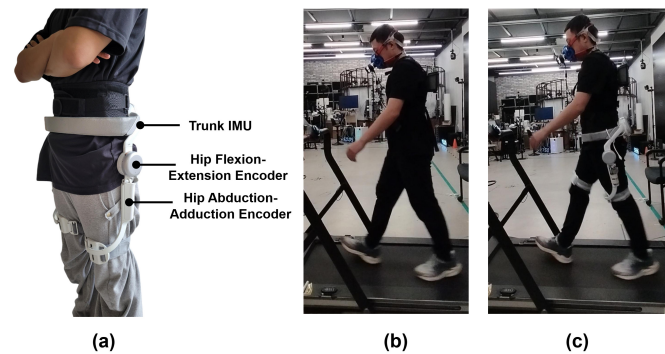 Trunk IMU
Hip Flexion-
Extension Encoder
Hip Abduction-
Adduction Encoder
(a)
(b)
(c)